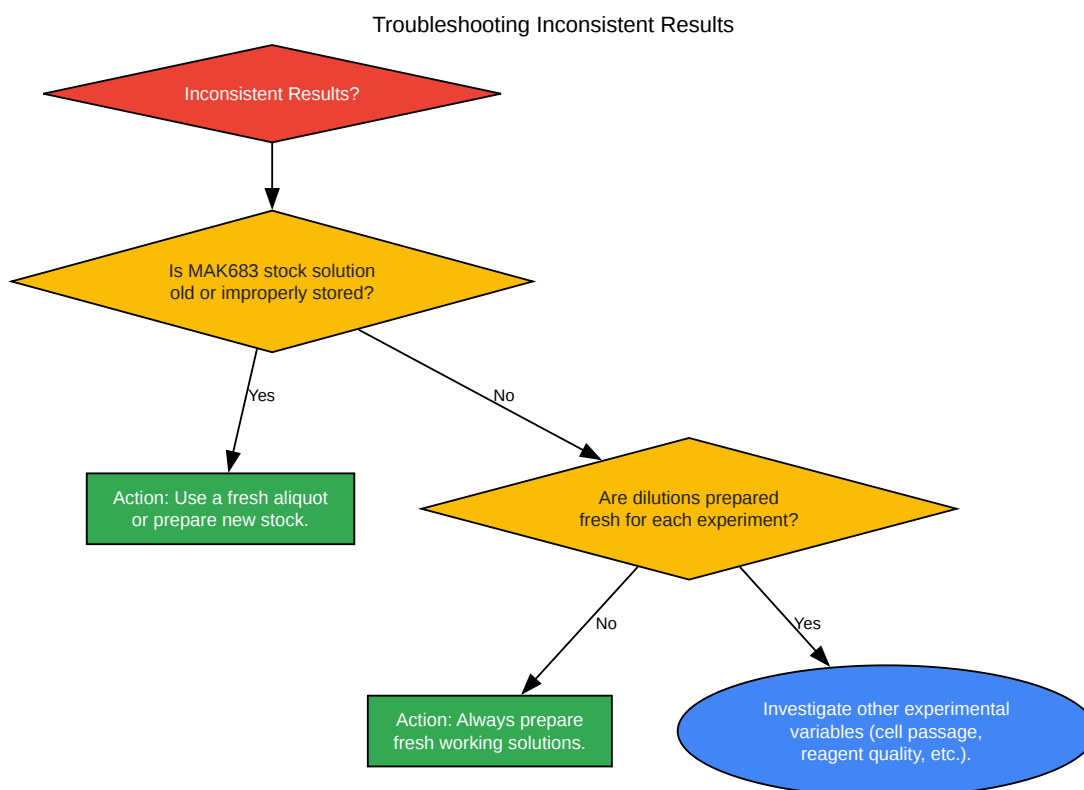 Troubleshooting Inconsistent Results
Inconsistent Results?
Is MAK683 stock solution
old or improperly stored?
Yes
No
Action: Use a fresh aliquot
or prepare new stock.
Are dilutions prepared
fresh for each experiment?
No
Yes
Action: Always prepare
fresh working solutions.
Investigate other experimental
variables (cell passage,
reagent quality, etc.).